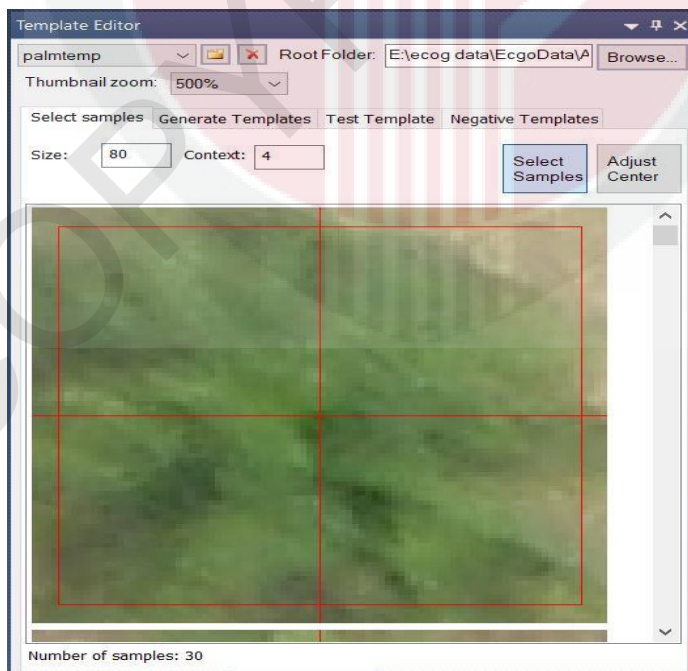 Template Editor
palmtemp Root Folder: E:\ecog data\EcgoData\A Browse...
Thumbnail zoom: 500%
Select samples Generate Templates Test Template Negative Templates
Size: 80 Context: 4 Select Samples Adjust Center
Number of samples: 30
COPY